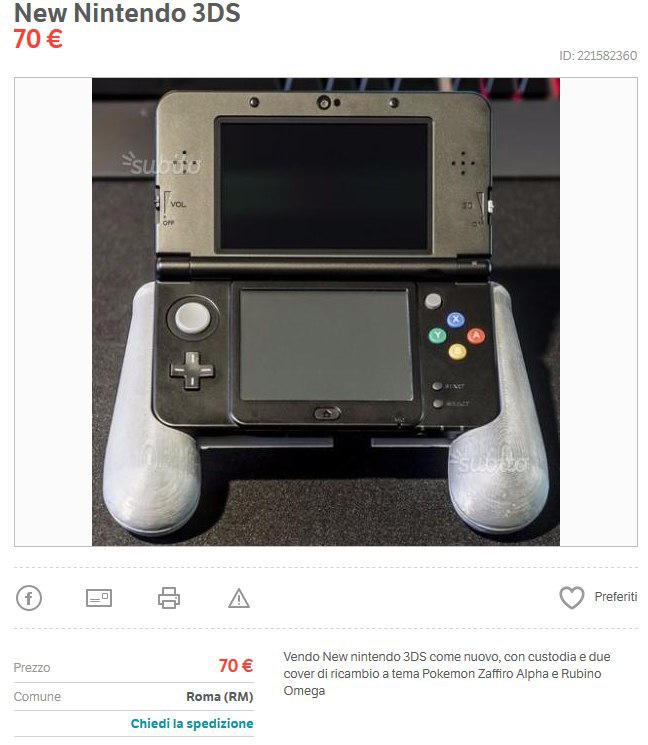 New Nintendo 3DS
70 €
ID: 221582360
subito
VOL
OFF
3D
X
Y
A
B
START
SELECT
subito
Preferiti
Prezzo
70 €
Vendo New nintendo 3DS come nuovo, con custodia e due
cover di ricambio a tema Pokemon Zaffiro Alpha e Rubino
Omega
Comune
Roma (RM)
Chiedi la spedizione